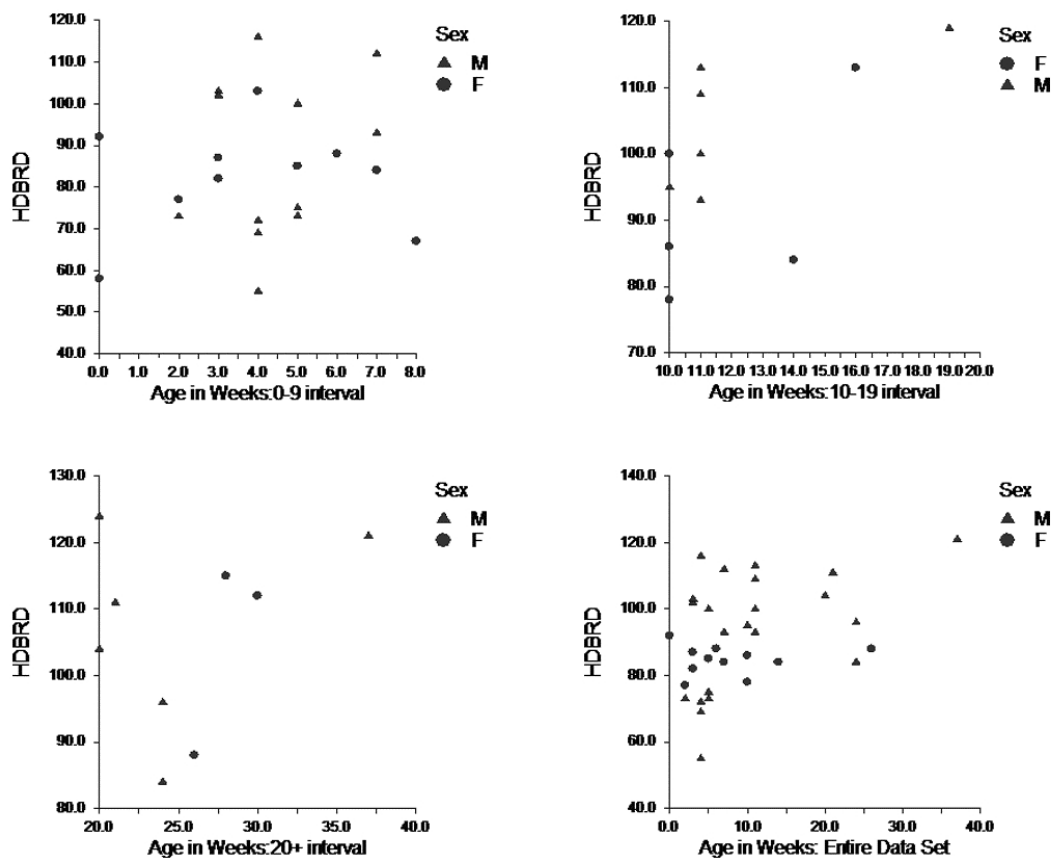 120.0
110.0
100.0
90.0
80.0
70.0
60.0
50.0
40.0
HDBRD
0.0 1.0 2.0 3.0 4.0 5.0 6.0 7.0 8.0
Age in Weeks:0-9 interval
Sex
M
F
120.0
110.0
100.0
90.0
80.0
70.0
HDBRD
10.0 11.0 12.0 13.0 14.0 15.0 16.0 17.0 18.0 19.0 20.0
Age in Weeks:10-19 interval
Sex
F
M
130.0
120.0
110.0
100.0
90.0
80.0
HDBRD
20.0 25.0 30.0 35.0 40.0
Age in Weeks:20+ interval
Sex
M
F
140.0
120.0
100.0
80.0
60.0
40.0
HDBRD
0.0 10.0 20.0 30.0 40.0
Age in Weeks: Entire Data Set
Sex
M
F